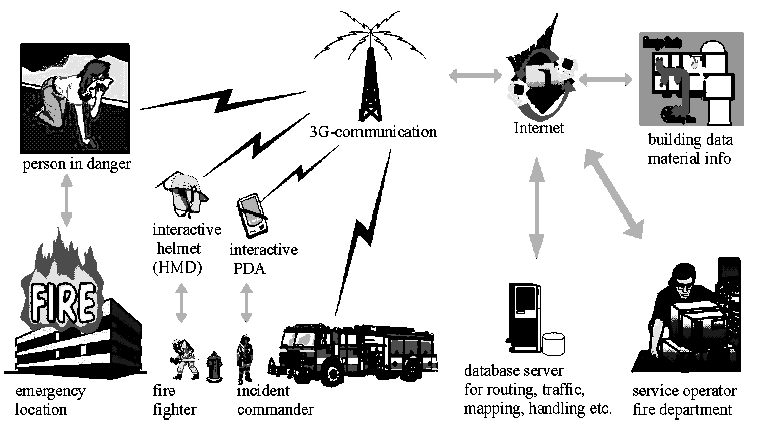 3G-communication
Internet
building data
material info
person in danger
interactive
helmet
(HMD)
interactive
PDA
FIRE
emergency
location
fire
fighter
incident
commander
database server
for routing, traffic,
mapping, handling etc.
service operator
fire department